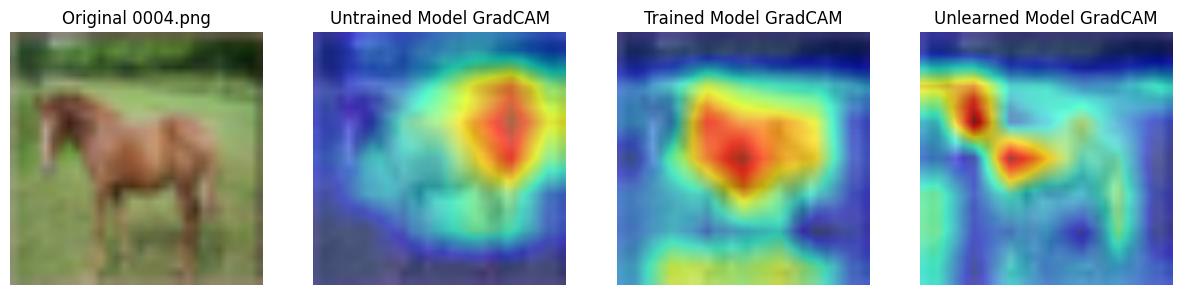 Original 0004.png
Untrained Model GradCAM
Trained Model GradCAM
Unlearned Model GradCAM